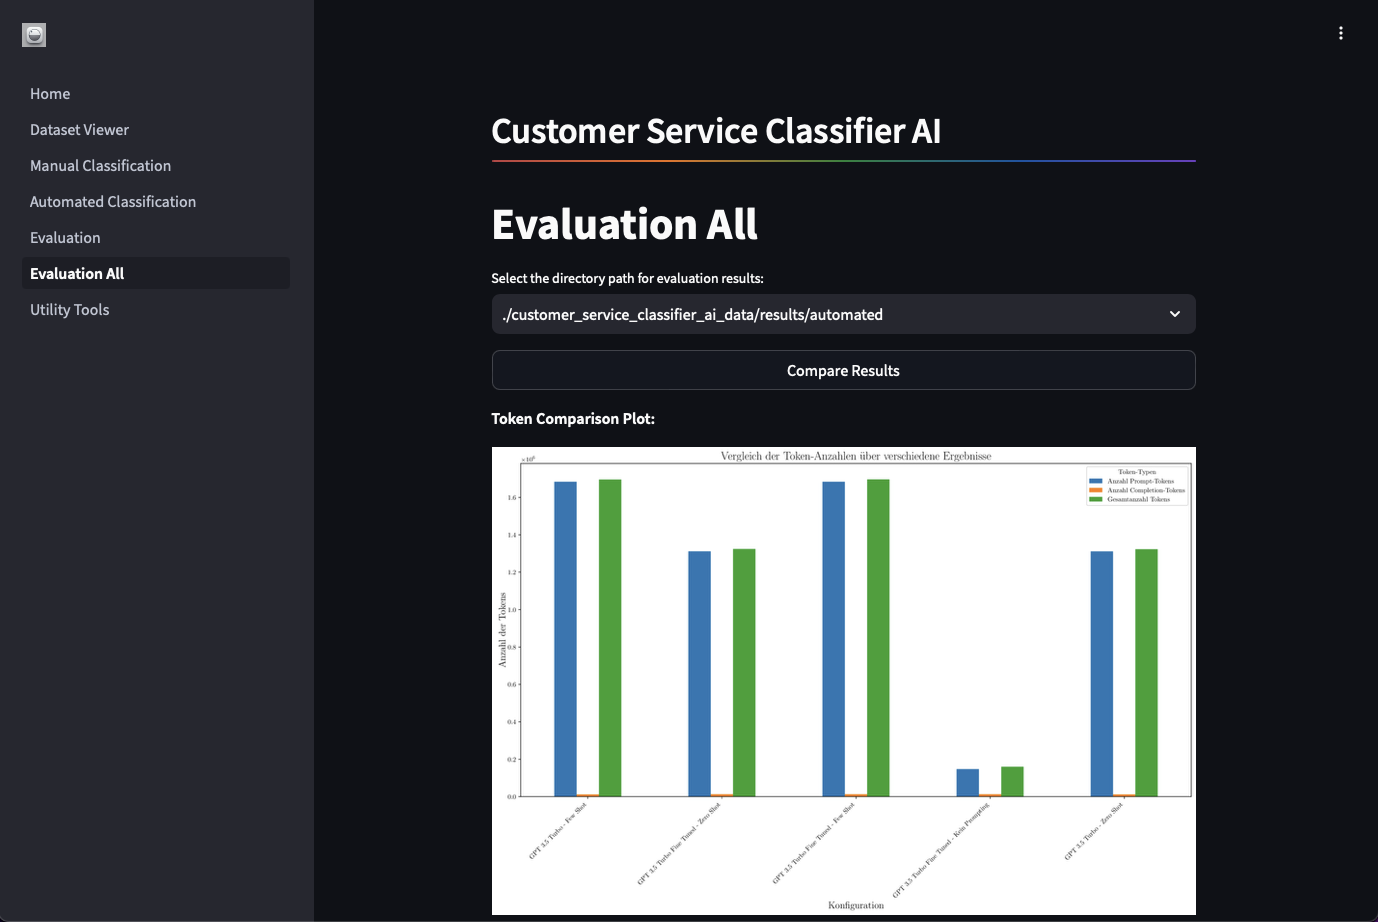 Home
Dataset Viewer
Manual Classification
Automated Classification
Evaluation
Evaluation All
Utility Tools
Customer Service Classifier AI
Evaluation All
Select the directory path for evaluation results:
./customer_service_classifier_ai_data/results/automated
Compare Results
Token Comparison Plot:
Vergleich der Token-Anzahlen über verschiedene Ergebnisse
×10⁶
Token-Typen
Anzahl Prompt-Tokens
Anzahl Completion-Tokens
Gesamtanzahl Tokens
Anzahl der Tokens
1.6
1.4
1.2
1.0
0.8
0.6
0.4
0.2
0.0
GPT 3.5 Turbo - Few Shot
GPT 3.5 Turbo Fine Tuned - Zero Shot
GPT 3.5 Turbo Fine Tuned - Few Shot
GPT 3.5 Turbo Fine Tuned - Kein Prompting
GPT 3.5 Turbo - Zero Shot
Konfiguration